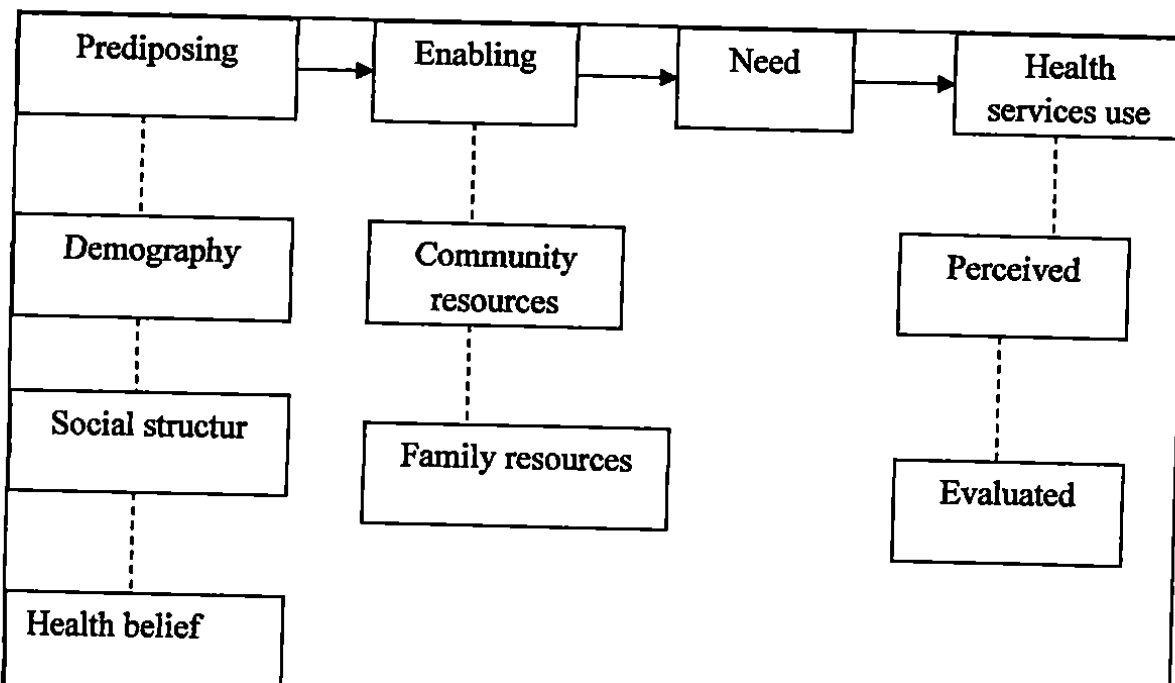 Prediposing
Enabling
Need
Health
services use
Demography
Community
resources
Perceived
Social structur
Family resources
Evaluated
Health belief